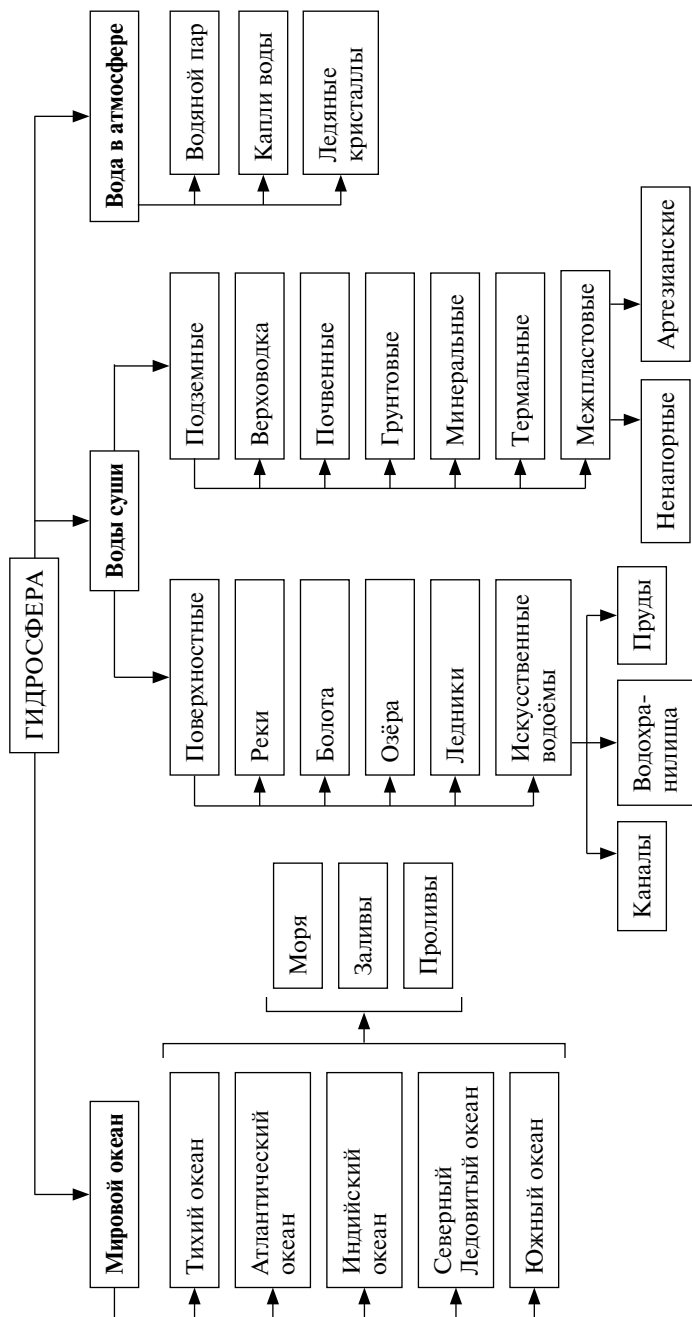 ГИДРОСФЕРА
Мировой океан
Тихий океан
Атлантический
океан
Индийский
океан
Северный
Ледовитый океан
Южный океан
Моря
Заливы
Проливы
Воды суши
Поверхностные
Реки
Болота
Озёра
Ледники
Искусственные
водоёмы
Каналы
Водохра-
нилища
Пруды
Подземные
Верховодка
Почвенные
Грунтовые
Минеральные
Термальные
Межпластовые
Ненапорные
Артезианские
Вода в атмосфере
Водяной пар
Капли воды
Ледяные
кристаллы